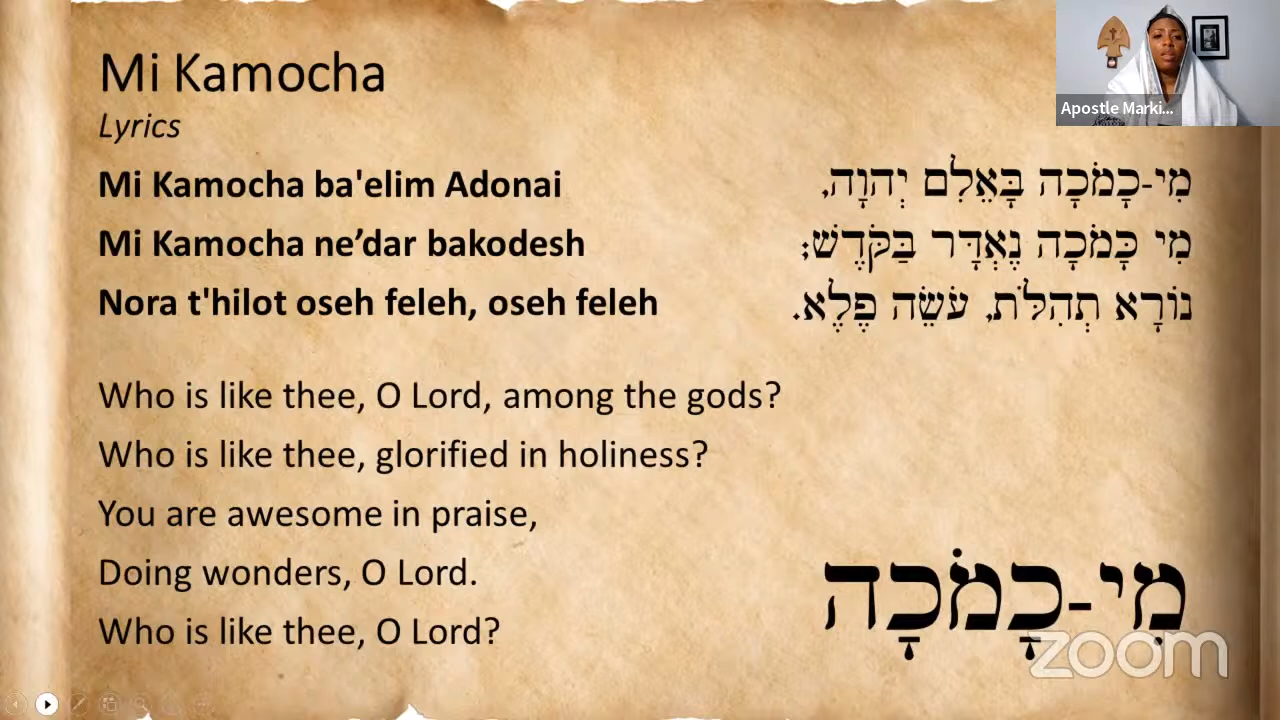 Mi Kamocha
Lyrics
Mi Kamocha ba'elim Adonai
Mi Kamocha ne’dar bakodesh
Nora t'hilot oseh feleh, oseh feleh
מִי-כָמֹכָה בָּאֵלִם יְהוָה,
מִי כָּמֹכָה נֶאְדָּר בַּקֹּדֶשׁ;
נוֹרָא תְהִלֹּת, עֹשֵׂה פֶלֶא.
Who is like thee, O Lord, among the gods?
Who is like thee, glorified in holiness?
You are awesome in praise,
Doing wonders, O Lord.
Who is like thee, O Lord?
מִי-כָמֹכָה
Apostle Marki...
zoom